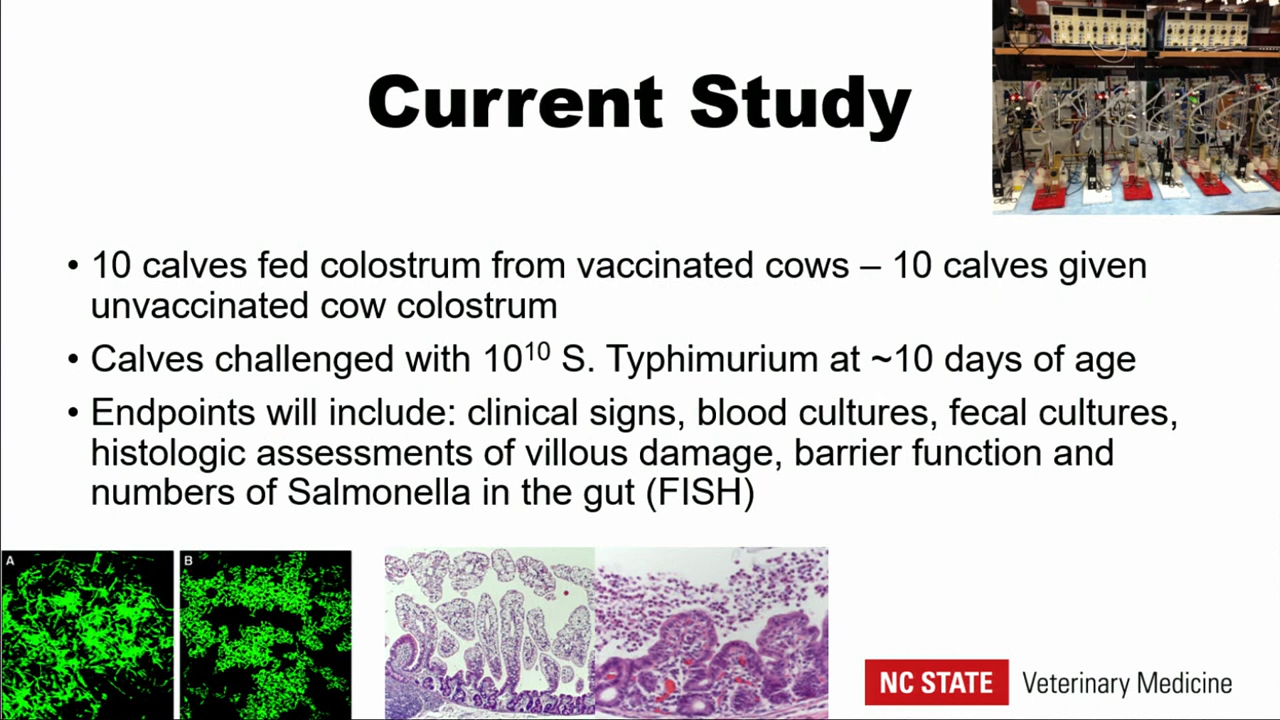 Current Study
• 10 calves fed colostrum from vaccinated cows – 10 calves given
unvaccinated cow colostrum
• Calves challenged with 10¹⁰ S. Typhimurium at ~10 days of age
• Endpoints will include: clinical signs, blood cultures, fecal cultures,
histologic assessments of villous damage, barrier function and
numbers of Salmonella in the gut (FISH)
A
B
NC STATE Veterinary Medicine